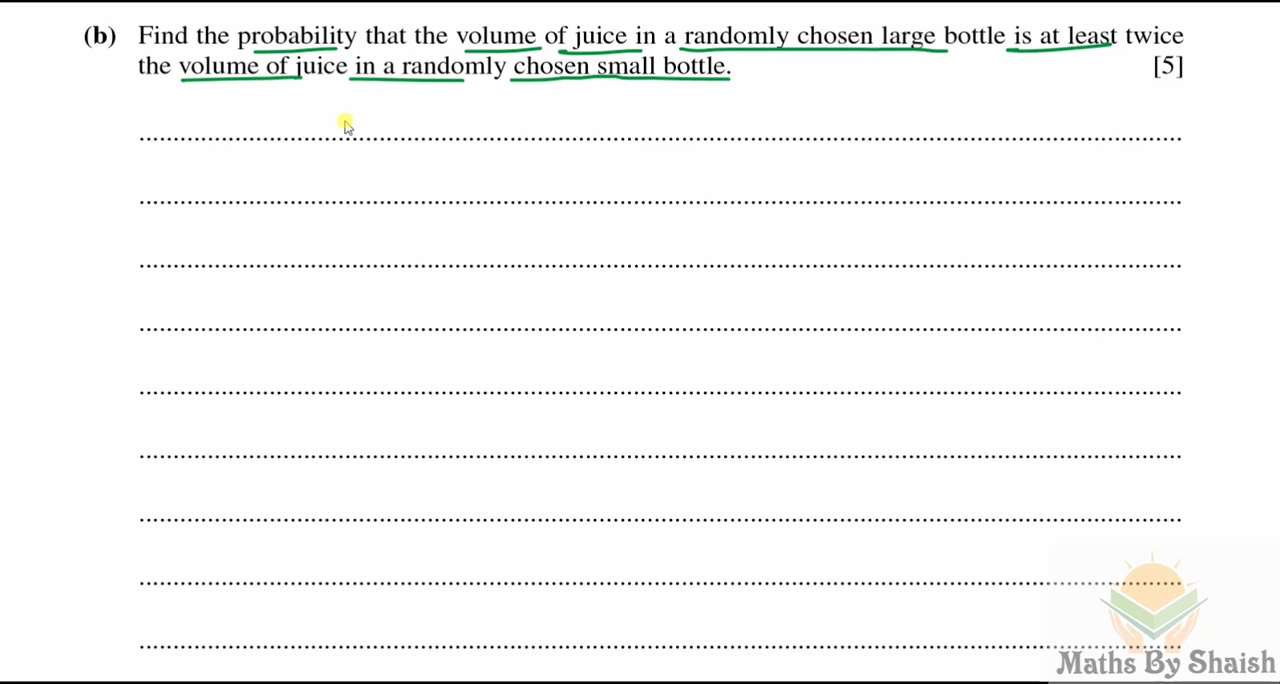 (b) Find the probability that the volume of juice in a randomly chosen large bottle is at least twice
the volume of juice in a randomly chosen small bottle. [5]
Maths By Shaish